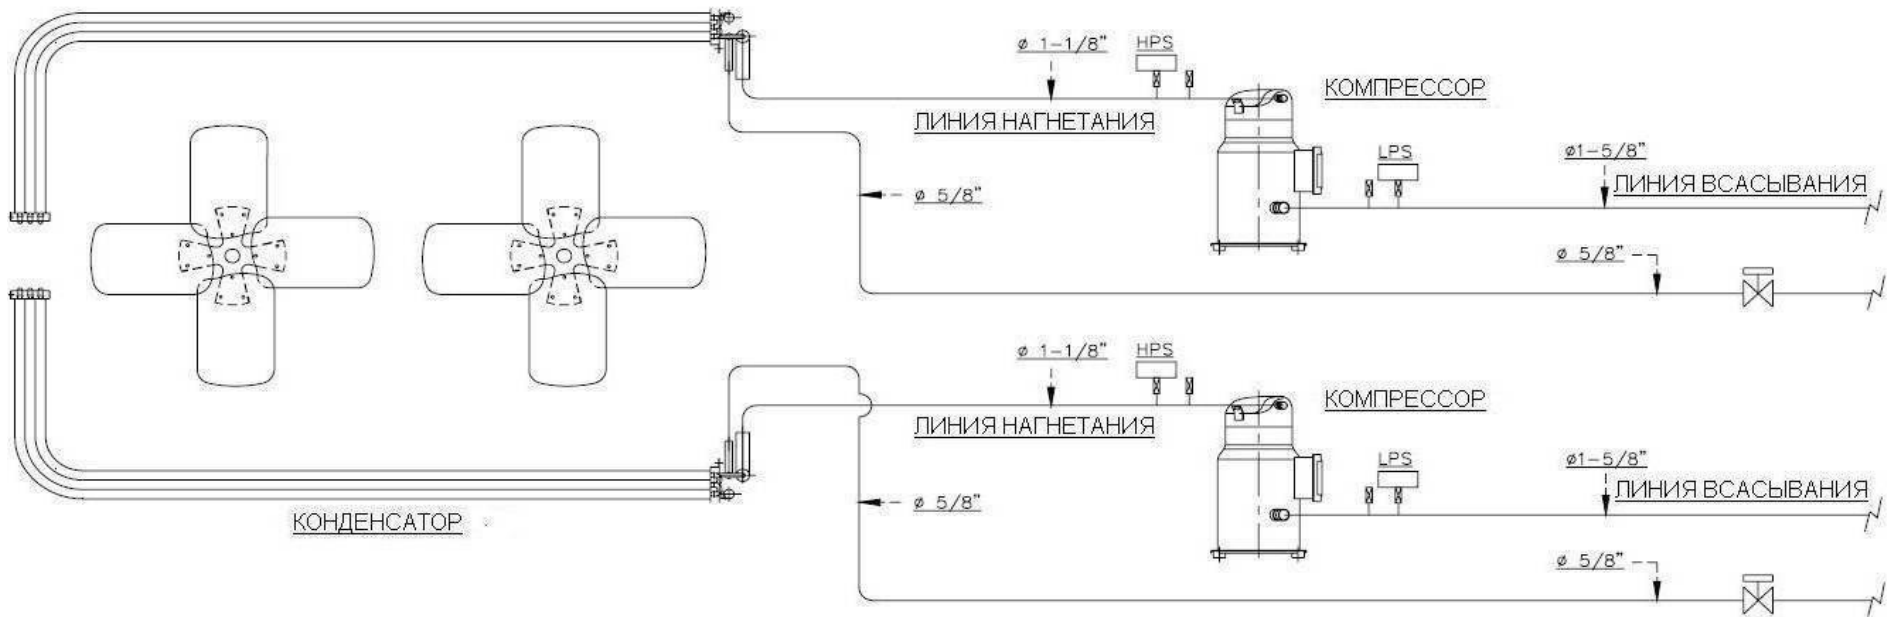 ø 1-1/8"
HPS
КОМПРЕССОР
ЛИНИЯ НАГНЕТАНИЯ
LPS
ø1-5/8"
ЛИНИЯ ВСАСЫВАНИЯ
ø 5/8"
ø 5/8"
ø 1-1/8"
HPS
КОМПРЕССОР
ЛИНИЯ НАГНЕТАНИЯ
LPS
ø1-5/8"
ЛИНИЯ ВСАСЫВАНИЯ
ø 5/8"
КОНДЕНСАТОР
ø 5/8"